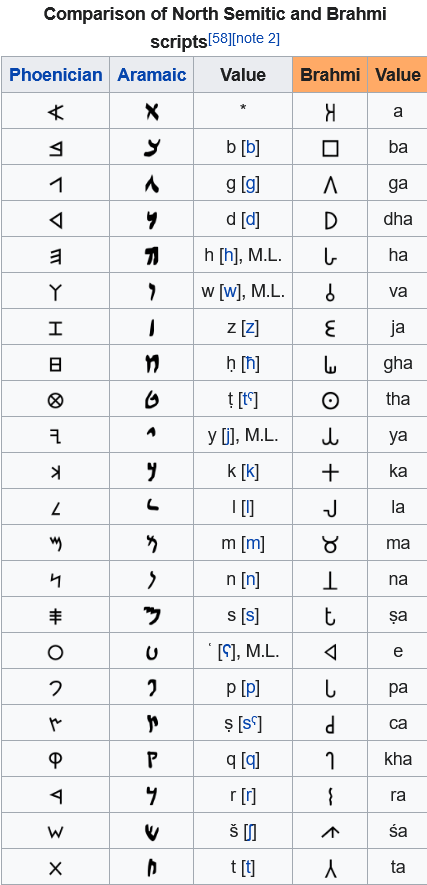 Comparison of North Semitic and Brahmi
scripts[58][note 2]
Phoenician Aramaic Value Brahmi Value
𐤀 𐡀 * 𑀅 a
𐤁 𐡁 b [b] 𑀩 ba
𐤂 𐡂 g [g] 𑀕 ga
𐤃 𐡃 d [d] 𑀥 dha
𐤄 𐡄 h [h], M.L. 𑀳 ha
𐤅 𐡅 w [w], M.L. 𑀯 va
𐤆 𐡆 z [z] 𑀚 ja
𐤇 𐡇 ḥ [ħ] 𑀖 gha
𐤈 𐡈 ṭ [tˤ] 𑀣 tha
𐤉 𐡉 y [j], M.L. 𑀬 ya
𐤊 𐡊 k [k] 𑀓 ka
𐤋 𐡋 l [l] 𑀮 la
𐤌 𐡌 m [m] 𑀫 ma
𐤍 𐡍 n [n] 𑀦 na
𐤎 𐡎 s [s] 𑀱 ṣa
𐤏 𐡏 ʿ [ʕ], M.L. 𑀏 e
𐤐 𐡐 p [p] 𑀧 pa
𐤑 𐡑 ṣ [sˤ] 𑀘 ca
𐤒 𐡒 q [q] 𑀔 kha
𐤓 𐡓 r [r] 𑀭 ra
𐤔 𐡔 š [ʃ] 𑀰 śa
𐤕 𐡕 t [t] 𑀢 ta